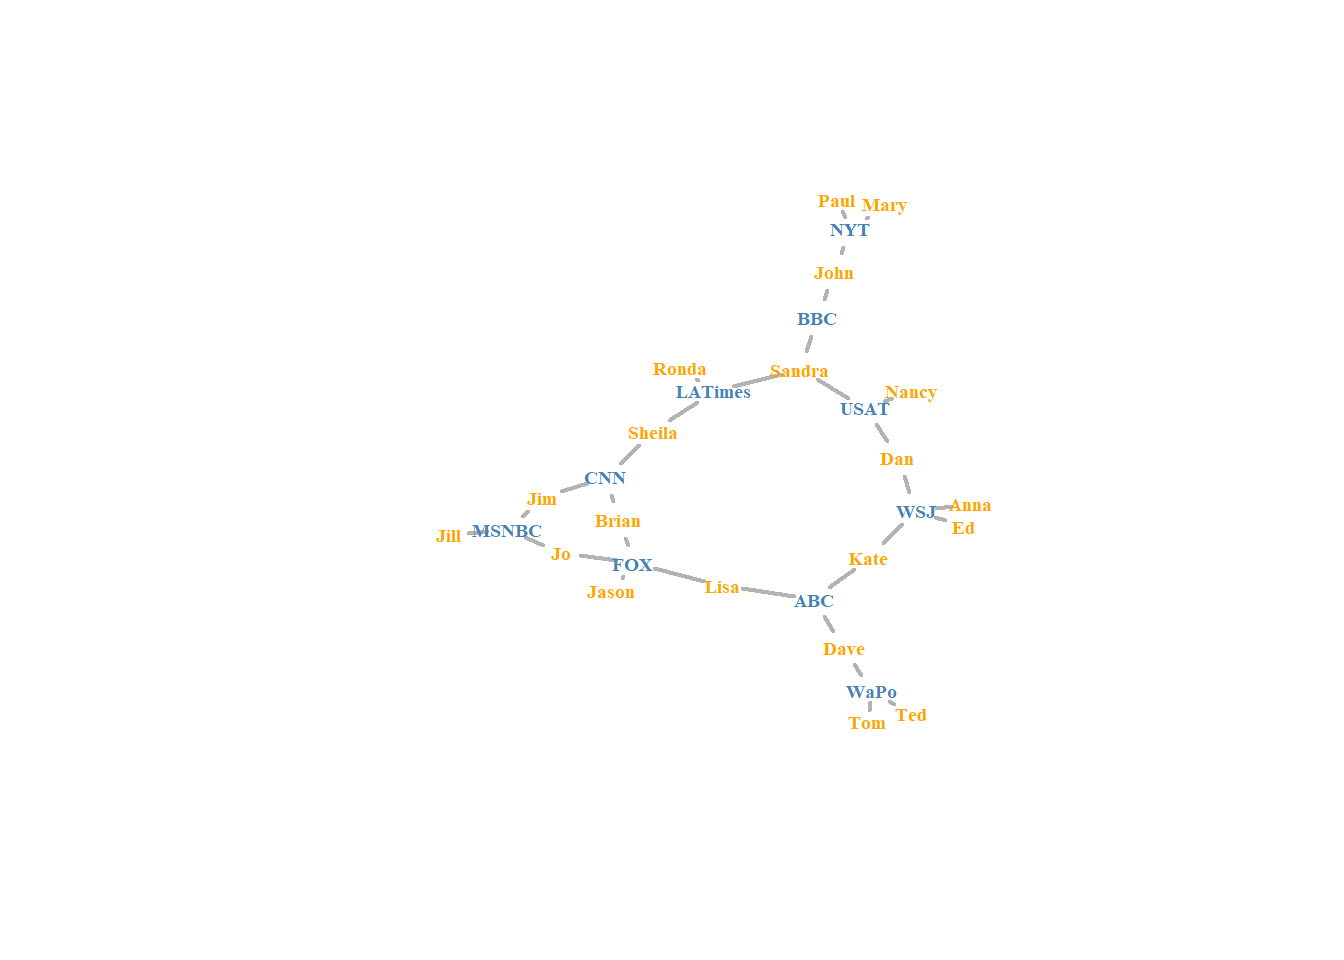 Paul
Mary
NYT
John
BBC
Sandra
Ronda
LATimes
Nancy
USAT
Sheila
Dan
CNN
Jim
Anna
WSJ
Ed
Brian
MSNBC
Jill
Jo
Kate
FOX
Jason
Lisa
ABC
Dave
WaPo
Ted
Tom